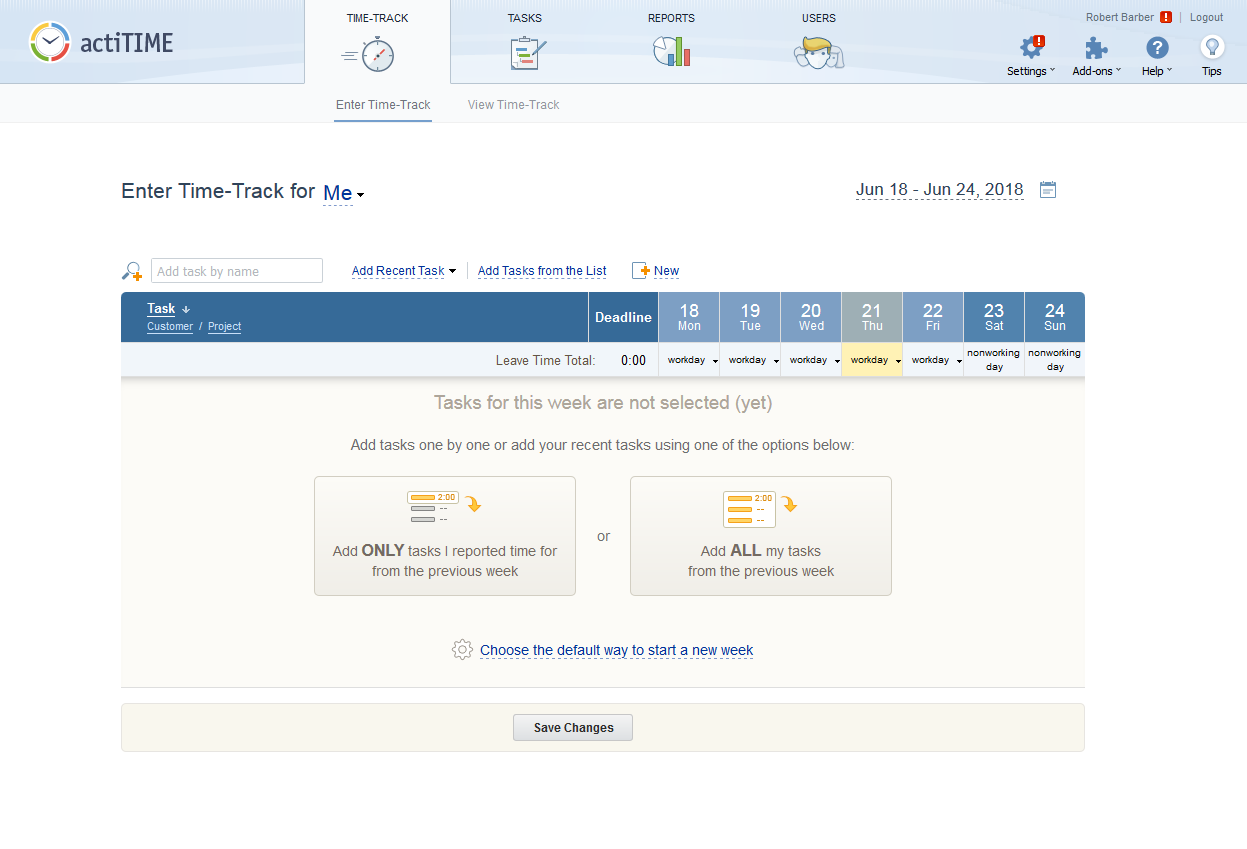 actiTIME
TIME-TRACK
TASKS
REPORTS
USERS
Robert Barber ! | Logout
Settings
Add-ons
Help
Tips
Enter Time-Track
View Time-Track
Enter Time-Track for Me
Jun 18 - Jun 24, 2018
Add task by name
Add Recent Task
Add Tasks from the List
New
Task ↓
Customer / Project
Deadline
18 Mon
19 Tue
20 Wed
21 Thu
22 Fri
23 Sat
24 Sun
Leave Time Total: 0:00
workday
workday
workday
workday
workday
nonworking day
nonworking day
Tasks for this week are not selected (yet)
Add tasks one by one or add your recent tasks using one of the options below:
2:00
--
--
Add ONLY tasks I reported time for
from the previous week
or
2:00
--
--
Add ALL my tasks
from the previous week
Choose the default way to start a new week
Save Changes